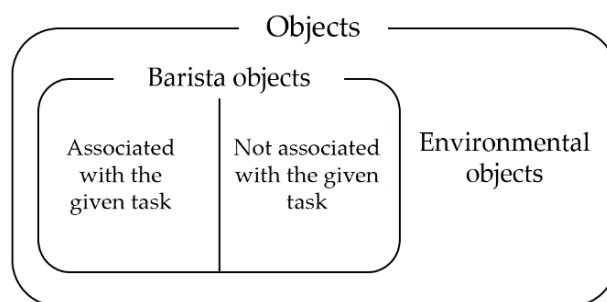 Objects
Barista objects
Associated
with the
given task
Not associated
with the given
task
Environmental
objects